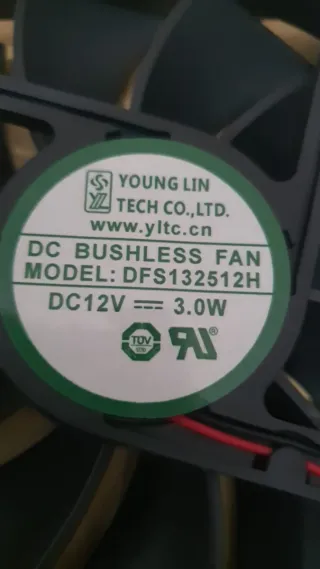 YOUNG LIN
TECH CO.,LTD.
www.yltc.cn
DC BUSHLESS FAN
MODEL: DFS132512H
DC12V ⎓ 3.0W
TÜV